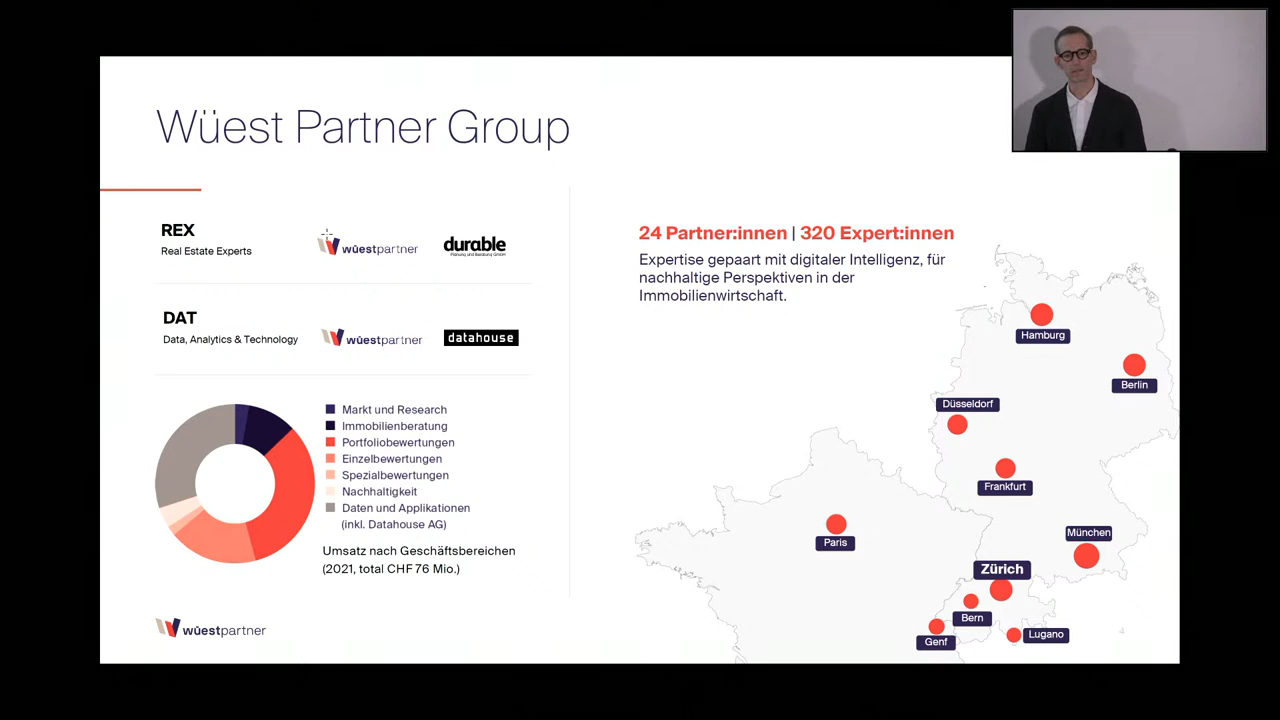 Wüest Partner Group
REX
Real Estate Experts
wüestpartner
durable
Planung und Beratung GmbH
DAT
Data, Analytics & Technology
wüestpartner
datahouse
Markt und Research
Immobilienberatung
Portfoliobewertungen
Einzelbewertungen
Spezialbewertungen
Nachhaltigkeit
Daten und Applikationen
(inkl. Datahouse AG)
Umsatz nach Geschäftsbereichen
(2021, total CHF 76 Mio.)
wüestpartner
24 Partner:innen | 320 Expert:innen
Expertise gepaart mit digitaler Intelligenz, für
nachhaltige Perspektiven in der
Immobilienwirtschaft.
Hamburg
Berlin
Düsseldorf
Frankfurt
Paris
München
Zürich
Bern
Genf
Lugano
4